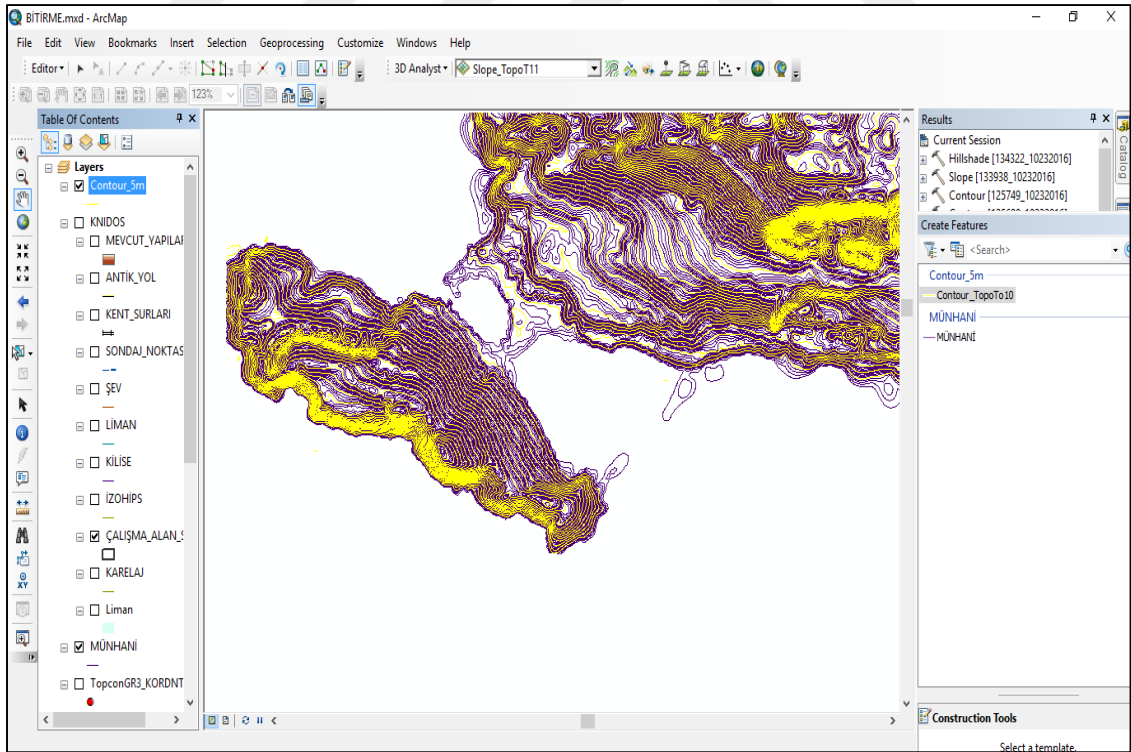 BİTİRME.mxd - ArcMap
File Edit View Bookmarks Insert Selection Geoprocessing Customize Windows Help
Editor 3D Analyst Slope_TopoT11
123%
Table Of Contents
Layers
Contour_5m
KNIDOS
MEVCUT_YAPILAR
ANTİK_YOL
KENT_SURLARI
SONDAJ_NOKTAS
ŞEV
LİMAN
KİLİSE
İZOHİPS
ÇALIŞMA_ALAN_S
KARELAJ
Liman
MÜNHANİ
TopconGR3_KORDNT
Results
Current Session
Hillshade [134322_10232016]
Slope [133938_10232016]
Contour [125749_10232016]
Catalog
Create Features
<Search>
Contour_5m
Contour_TopoTo10
MÜNHANİ
MÜNHANİ
Construction Tools
Select a template.
XY